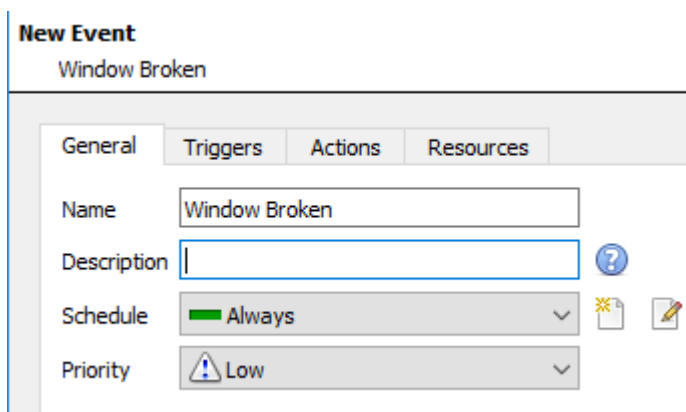 New Event
Window Broken
General Triggers Actions Resources
Name Window Broken
Description
Schedule Always
Priority Low